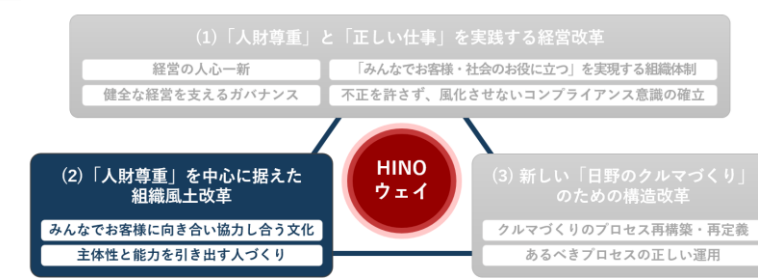 (1)「人財尊重」と「正しい仕事」を実践する経営改革
経営の人心一新
「みんなでお客様・社会のお役に立つ」を実現する組織体制
健全な経営を支えるガバナンス
不正を許さず、風化させないコンプライアンス意識の確立
HINO
ウェイ
(2)「人財尊重」を中心に据えた
組織風土改革
みんなでお客様に向き合い協力し合う文化
主体性と能力を引き出す人づくり
(3) 新しい「日野のクルマづくり」
のための構造改革
クルマづくりのプロセス再構築・再定義
あるべきプロセスの正しい運用